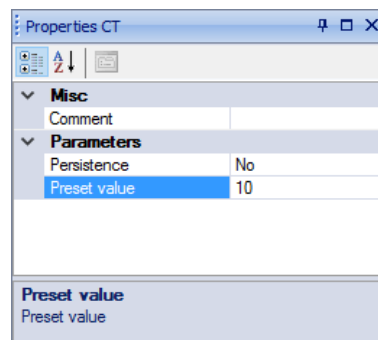 Properties CT
Misc
Comment
Parameters
Persistence No
Preset value 10
Preset value
Preset value